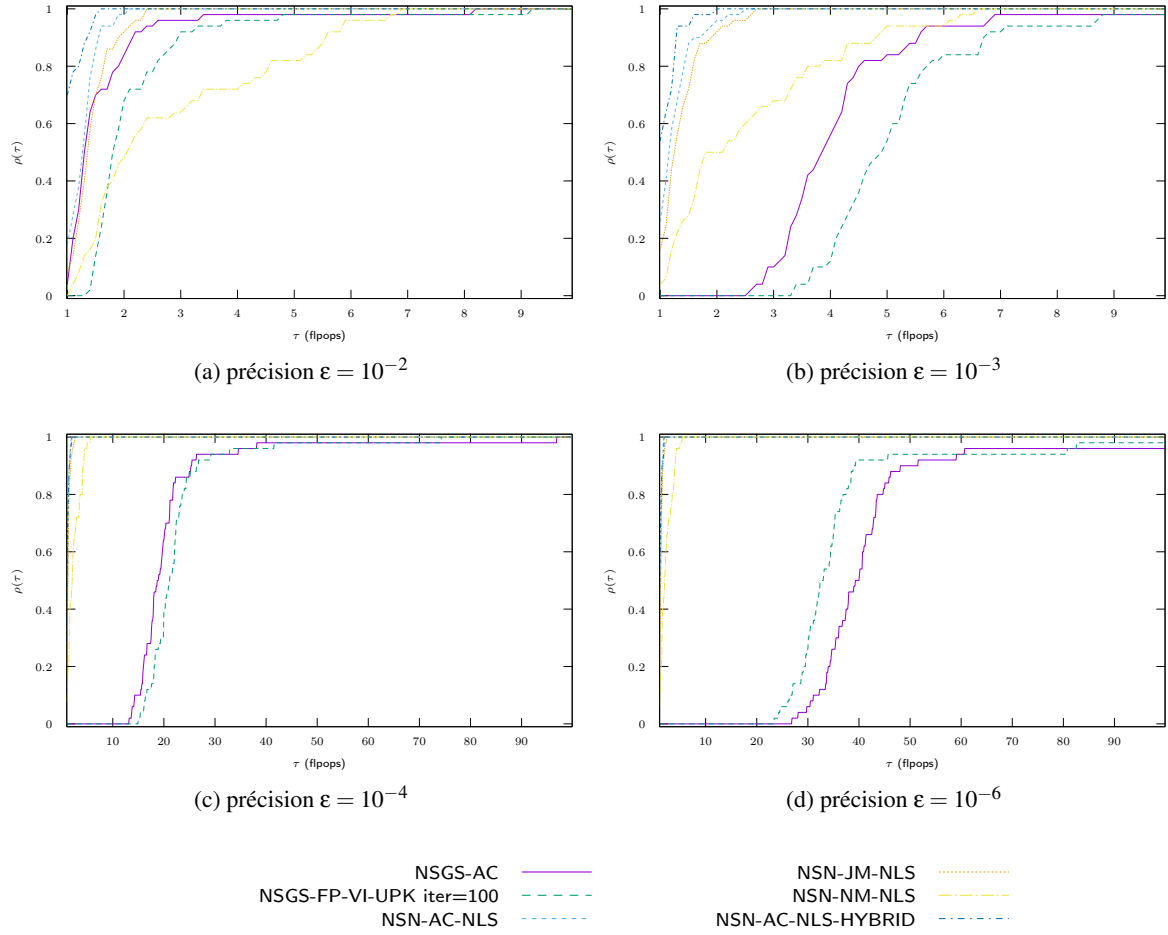 1
0.8
0.6
0.4
0.2
0
ρ(τ)
1 2 3 4 5 6 7 8 9
τ (flpops)
(a) précision ε = 10⁻²
1
0.8
0.6
0.4
0.2
0
ρ(τ)
1 2 3 4 5 6 7 8 9
τ (flpops)
(b) précision ε = 10⁻³
1
0.8
0.6
0.4
0.2
0
ρ(τ)
10 20 30 40 50 60 70 80 90
τ (flpops)
(c) précision ε = 10⁻⁴
1
0.8
0.6
0.4
0.2
0
ρ(τ)
10 20 30 40 50 60 70 80 90
τ (flpops)
(d) précision ε = 10⁻⁶
NSGS-AC
NSGS-FP-VI-UPK iter=100
NSN-AC-NLS
NSN-JM-NLS
NSN-NM-NLS
NSN-AC-NLS-HYBRID